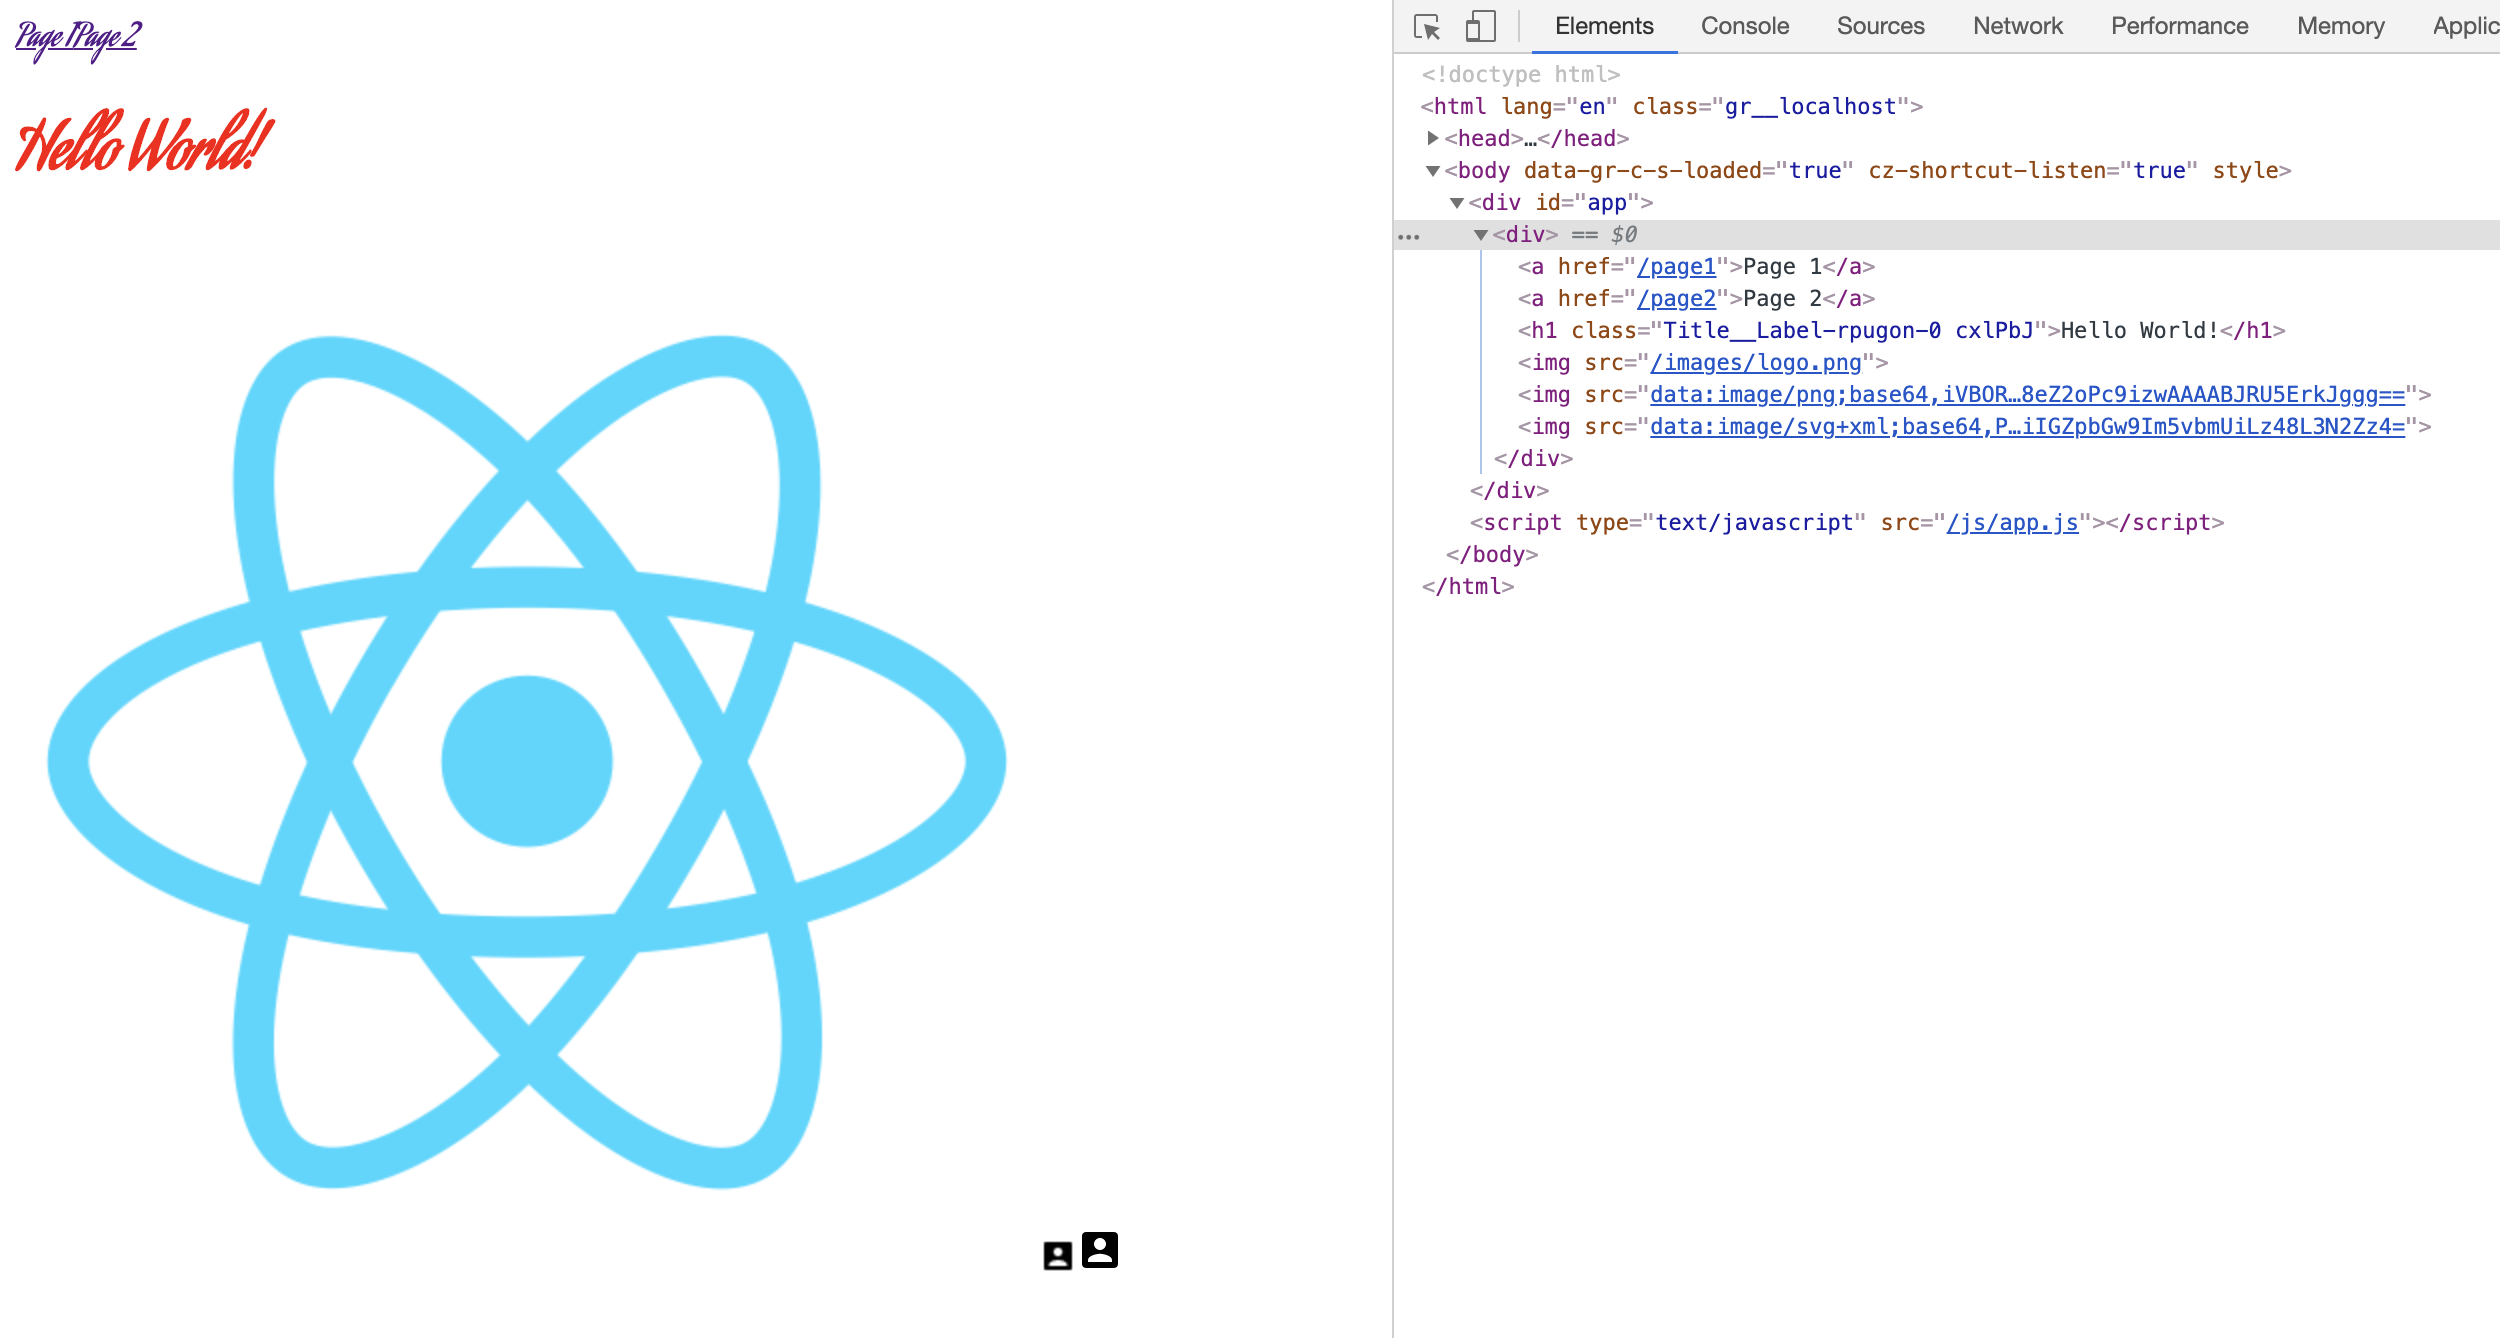 Page 1Page 2
Hello World!
Elements Console Sources Network Performance Memory Applic
<!doctype html>
<html lang="en" class="gr__localhost">
<head>…</head>
<body data-gr-c-s-loaded="true" cz-shortcut-listen="true" style>
<div id="app">
<div> == $0
<a href="/page1">Page 1</a>
<a href="/page2">Page 2</a>
<h1 class="Title__Label-rpugon-0 cxlPbJ">Hello World!</h1>
<img src="/images/logo.png">
<img src="data:image/png;base64,iVBOR…8eZ2oPc9izwAAAABJRU5ErkJggg==">
<img src="data:image/svg+xml;base64,P…iIGZpbGw9Im5vbmUiLz48L3N2Zz4=">
</div>
</div>
<script type="text/javascript" src="/js/app.js"></script>
</body>
</html>